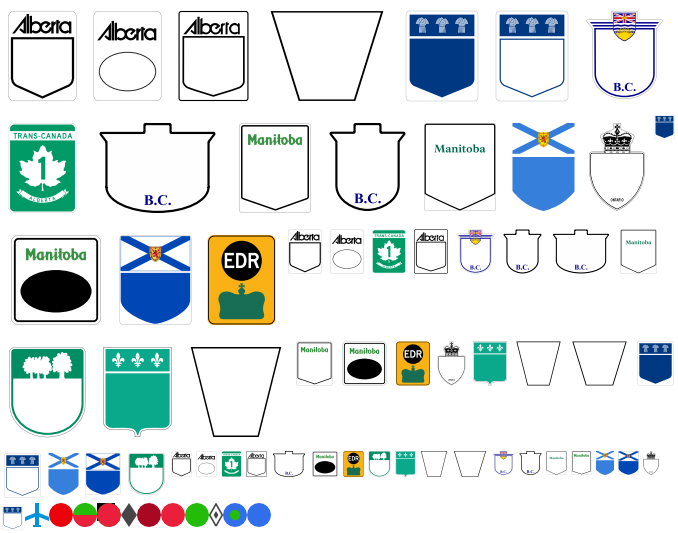 Alberta Alberta Alberta B.C.
TRANS-CANADA 1 ALBERTA B.C. Manitoba B.C. Manitoba ONTARIO
Manitoba EDR Alberta Alberta TRANS-CANADA 1 Alberta B.C. B.C. B.C. Manitoba
Manitoba Manitoba EDR
Alberta Alberta 1 Alberta B.C. Manitoba EDR B.C. B.C. Manitoba Manitoba